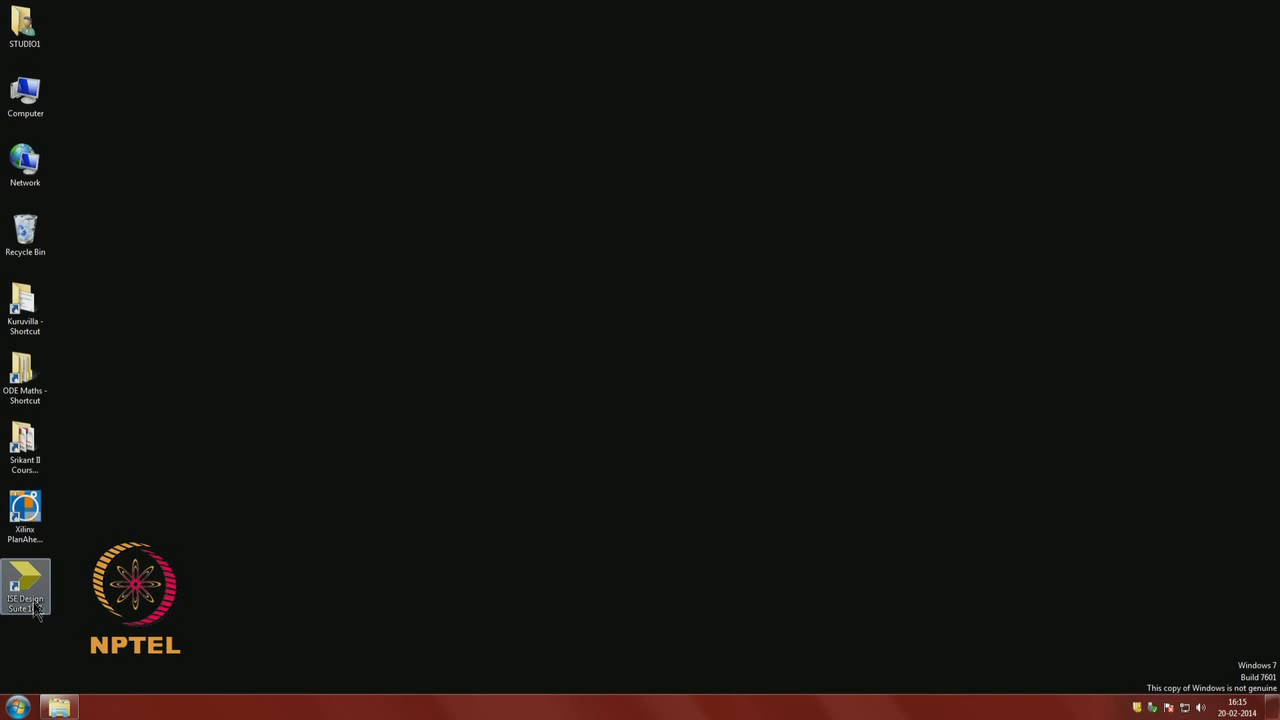 STUDIO1
Computer
Network
Recycle Bin
Kuruvilla -
Shortcut
ODE Maths -
Shortcut
Srikant II
Cours...
Xilinx
PlanAhe...
ISE Design
Suite
NPTEL
Windows 7
Build 7601
This copy of Windows is not genuine
16:15
20-02-2014